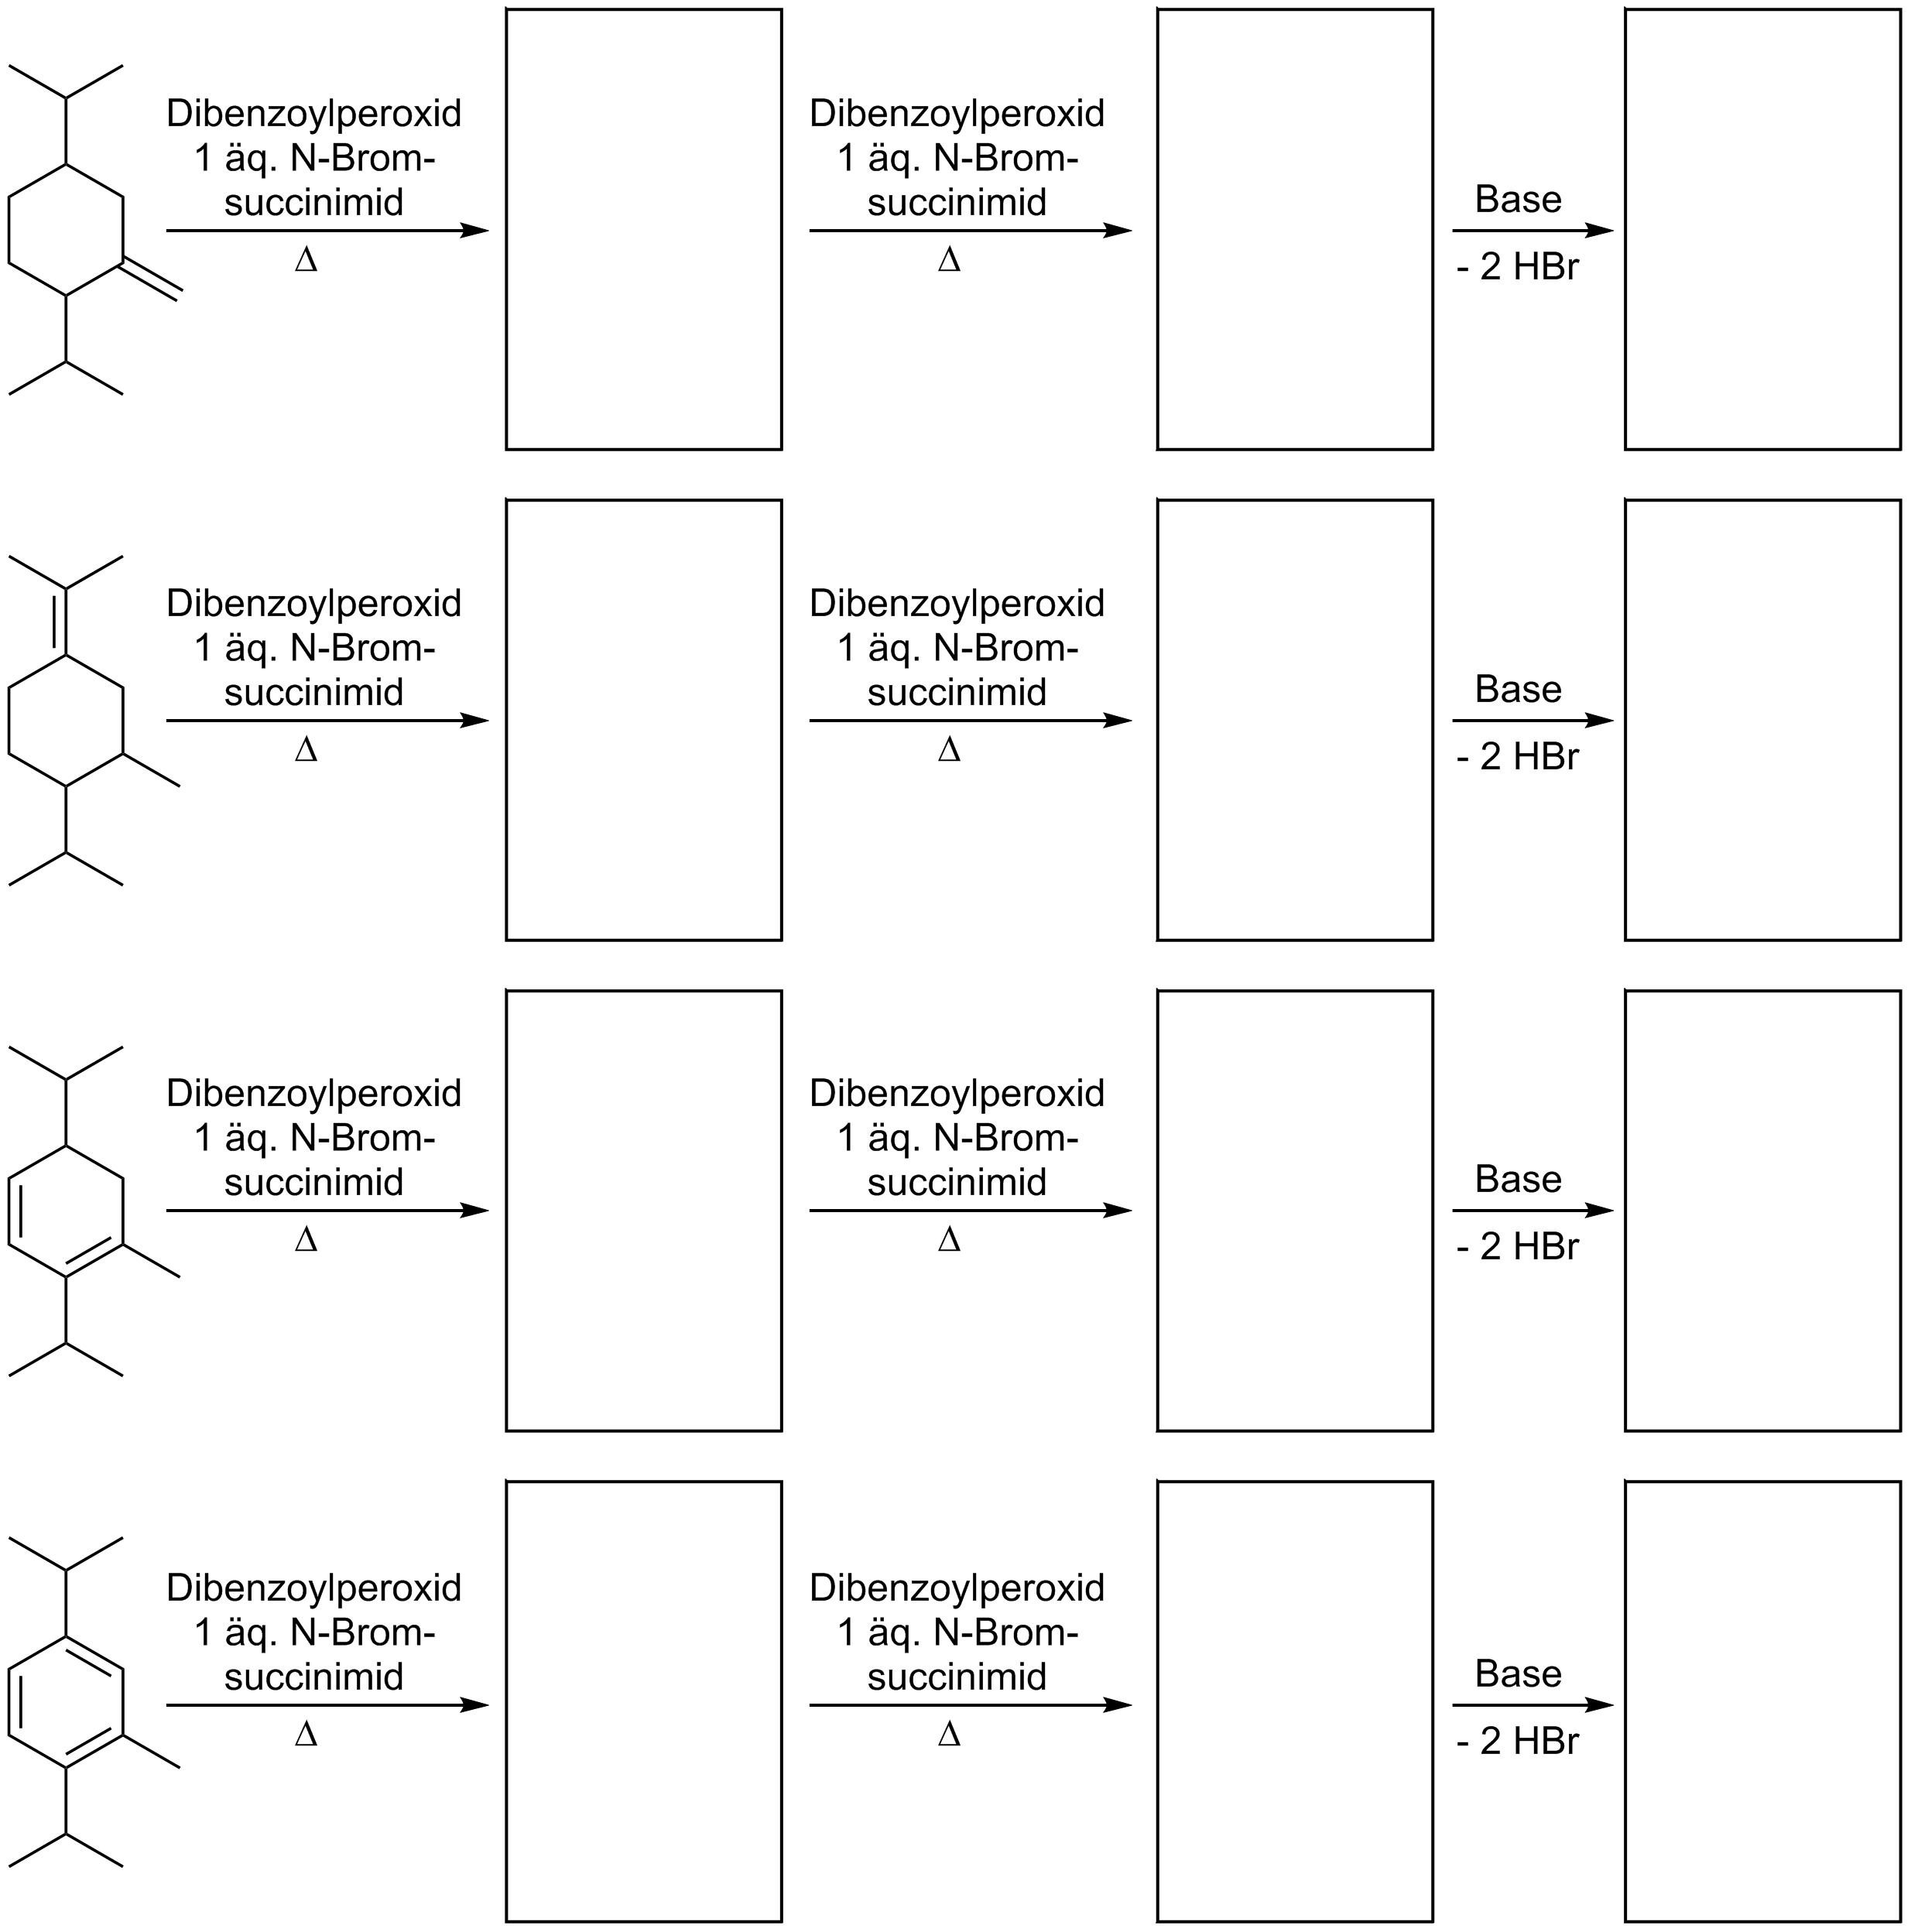 Dibenzoylperoxid
1 äq. N-Brom-
succinimid
Δ
Dibenzoylperoxid
1 äq. N-Brom-
succinimid
Δ
Base
- 2 HBr
Dibenzoylperoxid
1 äq. N-Brom-
succinimid
Δ
Dibenzoylperoxid
1 äq. N-Brom-
succinimid
Δ
Base
- 2 HBr
Dibenzoylperoxid
1 äq. N-Brom-
succinimid
Δ
Dibenzoylperoxid
1 äq. N-Brom-
succinimid
Δ
Base
- 2 HBr
Dibenzoylperoxid
1 äq. N-Brom-
succinimid
Δ
Dibenzoylperoxid
1 äq. N-Brom-
succinimid
Δ
Base
- 2 HBr